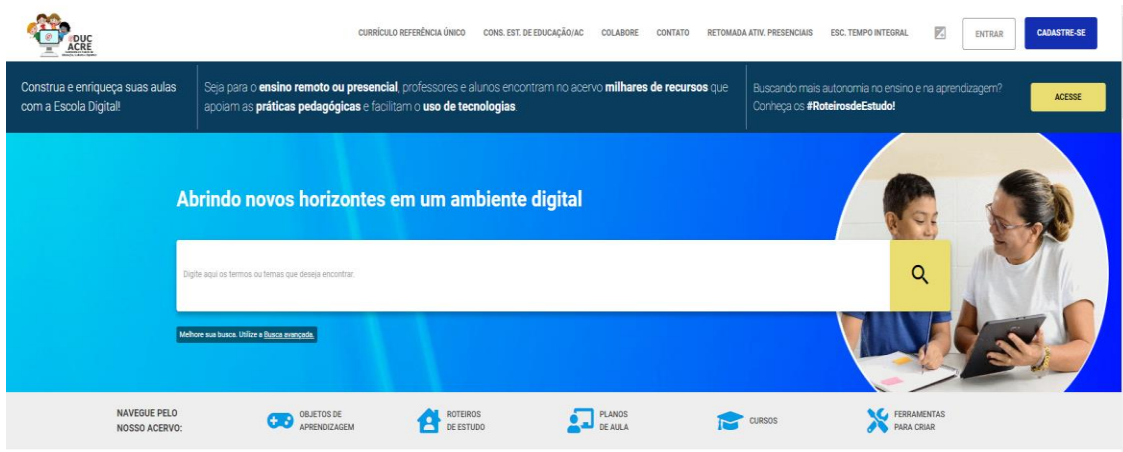 #DUC
ACRE
CURRÍCULO REFERÊNCIA ÚNICO CONS. EST. DE EDUCAÇÃO/AC COLABORE CONTATO RETOMADA ATIV. PRESENCIAIS ESC. TEMPO INTEGRAL ENTRAR CADASTRE-SE
Construa e enriqueça suas aulas
com a Escola Digital!
Seja para o ensino remoto ou presencial, professores e alunos encontram no acervo milhares de recursos que
apoiam as práticas pedagógicas e facilitam o uso de tecnologias.
Buscando mais autonomia no ensino e na aprendizagem?
Conheça os #RoteirosdeEstudo!
ACESSE
Abrindo novos horizontes em um ambiente digital
Digite aqui os termos ou temas que deseja encontrar.
Melhore sua busca. Utilize a Busca avançada.
NAVEGUE PELO
NOSSO ACERVO:
OBJETOS DE
APRENDIZAGEM
ROTEIROS
DE ESTUDO
PLANOS
DE AULA
CURSOS
FERRAMENTAS
PARA CRIAR